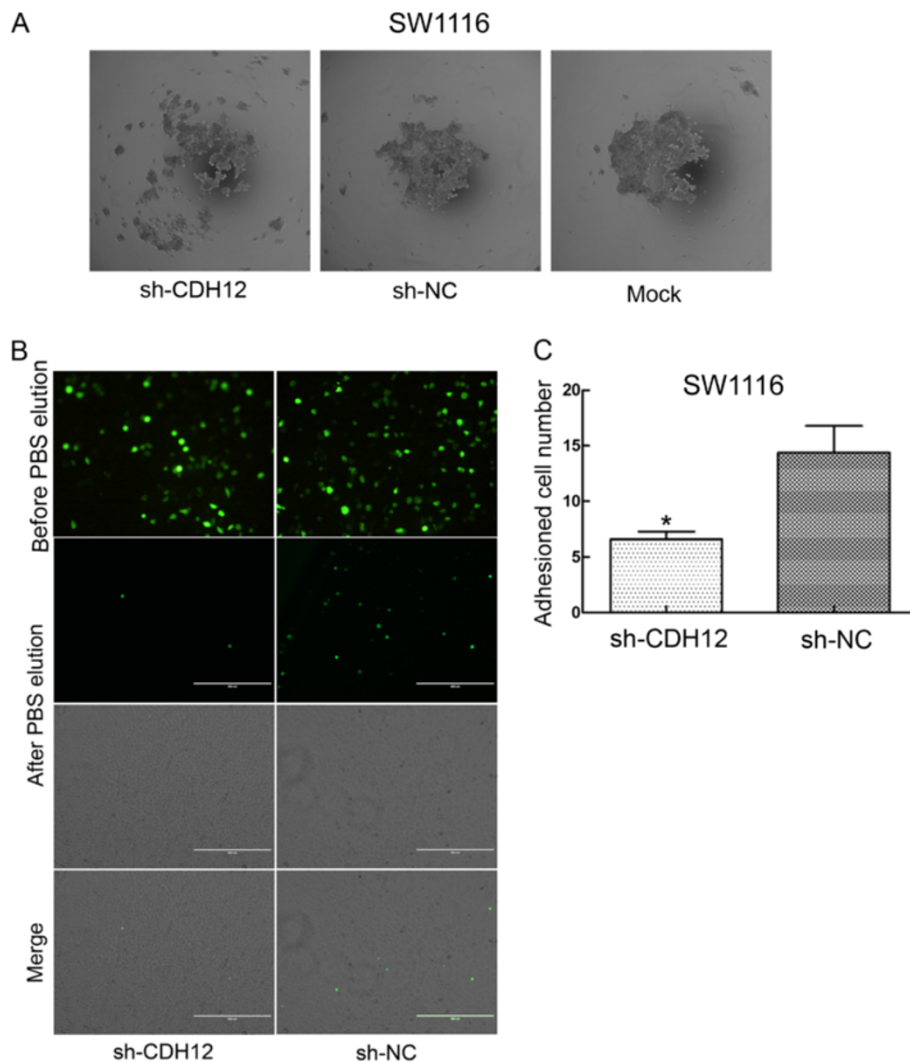 A
SW1116
sh-CDH12
sh-NC
Mock
B
Before PBS elution
After PBS elution
Merge
sh-CDH12
sh-NC
C
SW1116
Adhesioned cell number
20
15
10
5
0
*
sh-CDH12
sh-NC